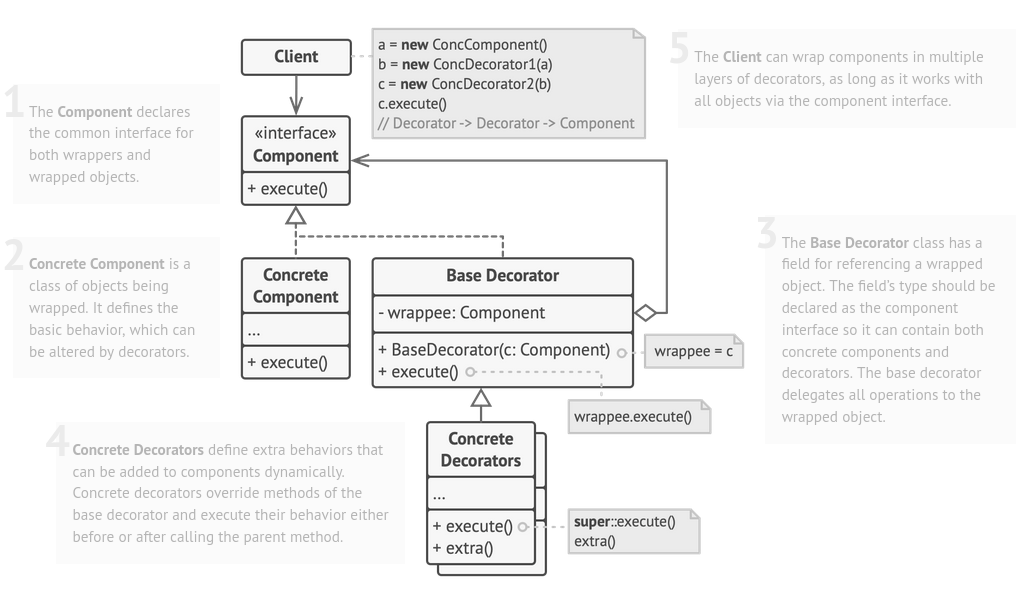 Client
a = new ConcComponent()
b = new ConcDecorator1(a)
c = new ConcDecorator2(b)
c.execute()
// Decorator -> Decorator -> Component
5
The Client can wrap components in multiple
layers of decorators, as long as it works with
all objects via the component interface.
1
The Component declares
the common interface for
both wrappers and
wrapped objects.
«interface»
Component
+ execute()
2
Concrete Component is a
class of objects being
wrapped. It defines the
basic behavior, which can
be altered by decorators.
Concrete
Component
...
+ execute()
Base Decorator
- wrappee: Component
+ BaseDecorator(c: Component)
+ execute()
wrappee = c
wrappee.execute()
3
The Base Decorator class has a
field for referencing a wrapped
object. The field's type should be
declared as the component
interface so it can contain both
concrete components and
decorators. The base decorator
delegates all operations to the
wrapped object.
4
Concrete Decorators define extra behaviors that
can be added to components dynamically.
Concrete decorators override methods of the
base decorator and execute their behavior either
before or after calling the parent method.
Concrete
Decorators
...
+ execute()
+ extra()
super::execute()
extra()